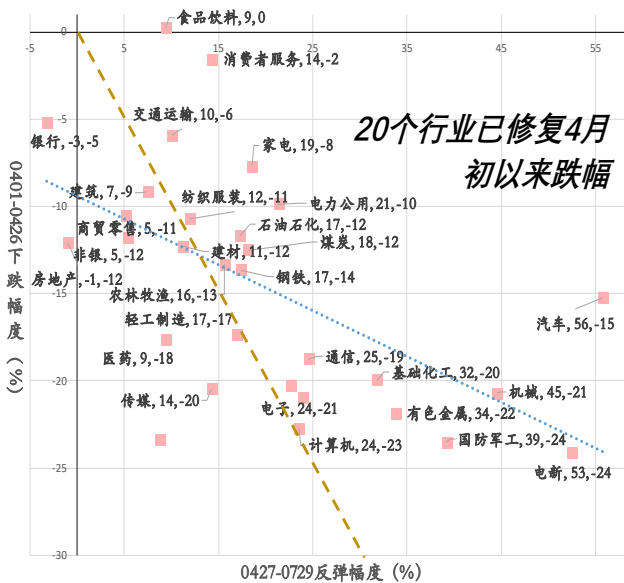 食品饮料,9,0
0
-5
5
15
25
35
45
55
消费者服务,14,-2
交通运输,10,-6
-5
银行,-3,-5
家电,19,-8
20个行业已修复4月
初以来跌幅
建筑,7,-9
纺织服装,12,-11
电力公用,21,-10
-10
商贸零售,5,-11
石油石化,17,-12
非银,5,-12
建材,11,-12
煤炭,18,-12
房地产,-1,-12
钢铁,17,-14
农林牧渔,16,-13
-15
轻工制造,17,-17
汽车,56,-15
医药,9,-18
通信,25,-19
基础化工,32,-20
-20
传媒,14,-20
电子,24,-21
机械,45,-21
有色金属,34,-22
计算机,24,-23
国防军工,39,-24
电新,53,-24
-25
-30
0401-0426下跌幅度（%）
0427-0729反弹幅度（%）